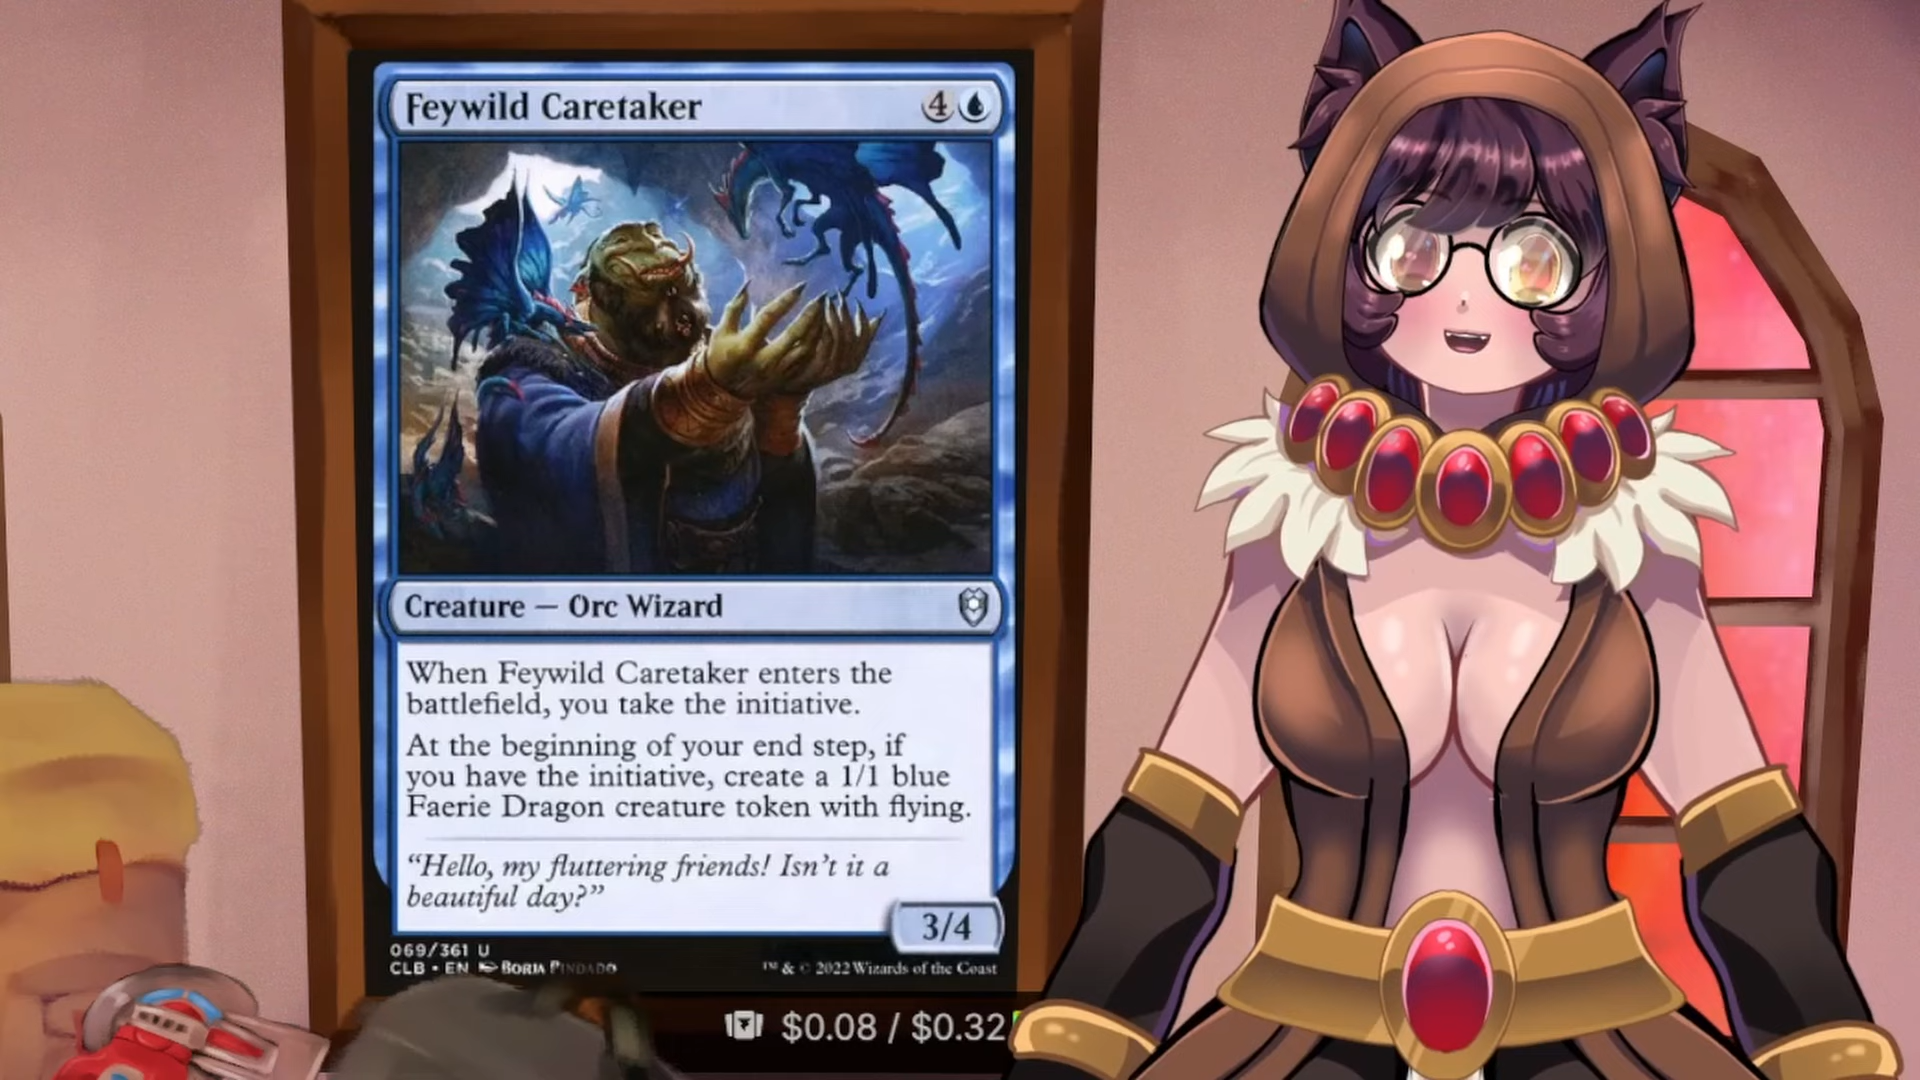 Feywild Caretaker 4
Creature — Orc Wizard
When Feywild Caretaker enters the
battlefield, you take the initiative.
At the beginning of your end step, if
you have the initiative, create a 1/1 blue
Faerie Dragon creature token with flying.
“Hello, my fluttering friends! Isn’t it a
beautiful day?”
3/4
069/361 U
CLB • EN Borja Pindado
™ & © 2022 Wizards of the Coast
$0.08 / $0.32